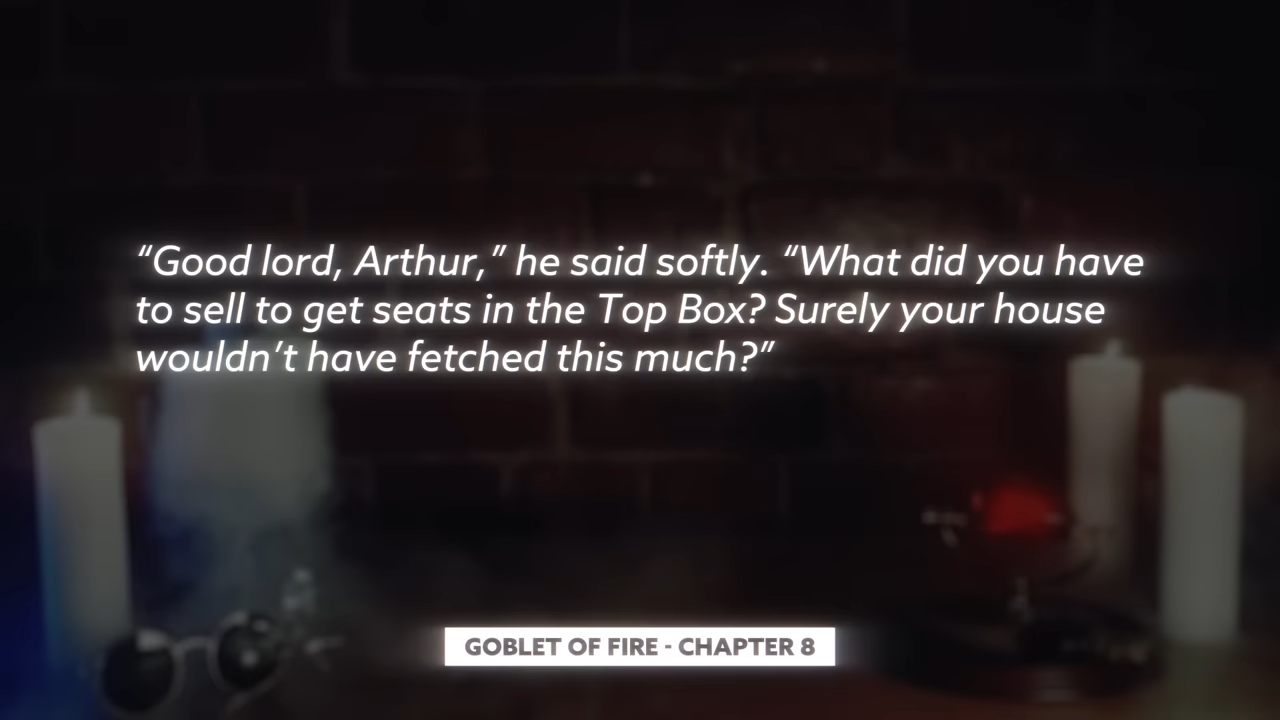 “Good lord, Arthur,” he said softly. “What did you have
to sell to get seats in the Top Box? Surely your house
wouldn’t have fetched this much?”
GOBLET OF FIRE - CHAPTER 8